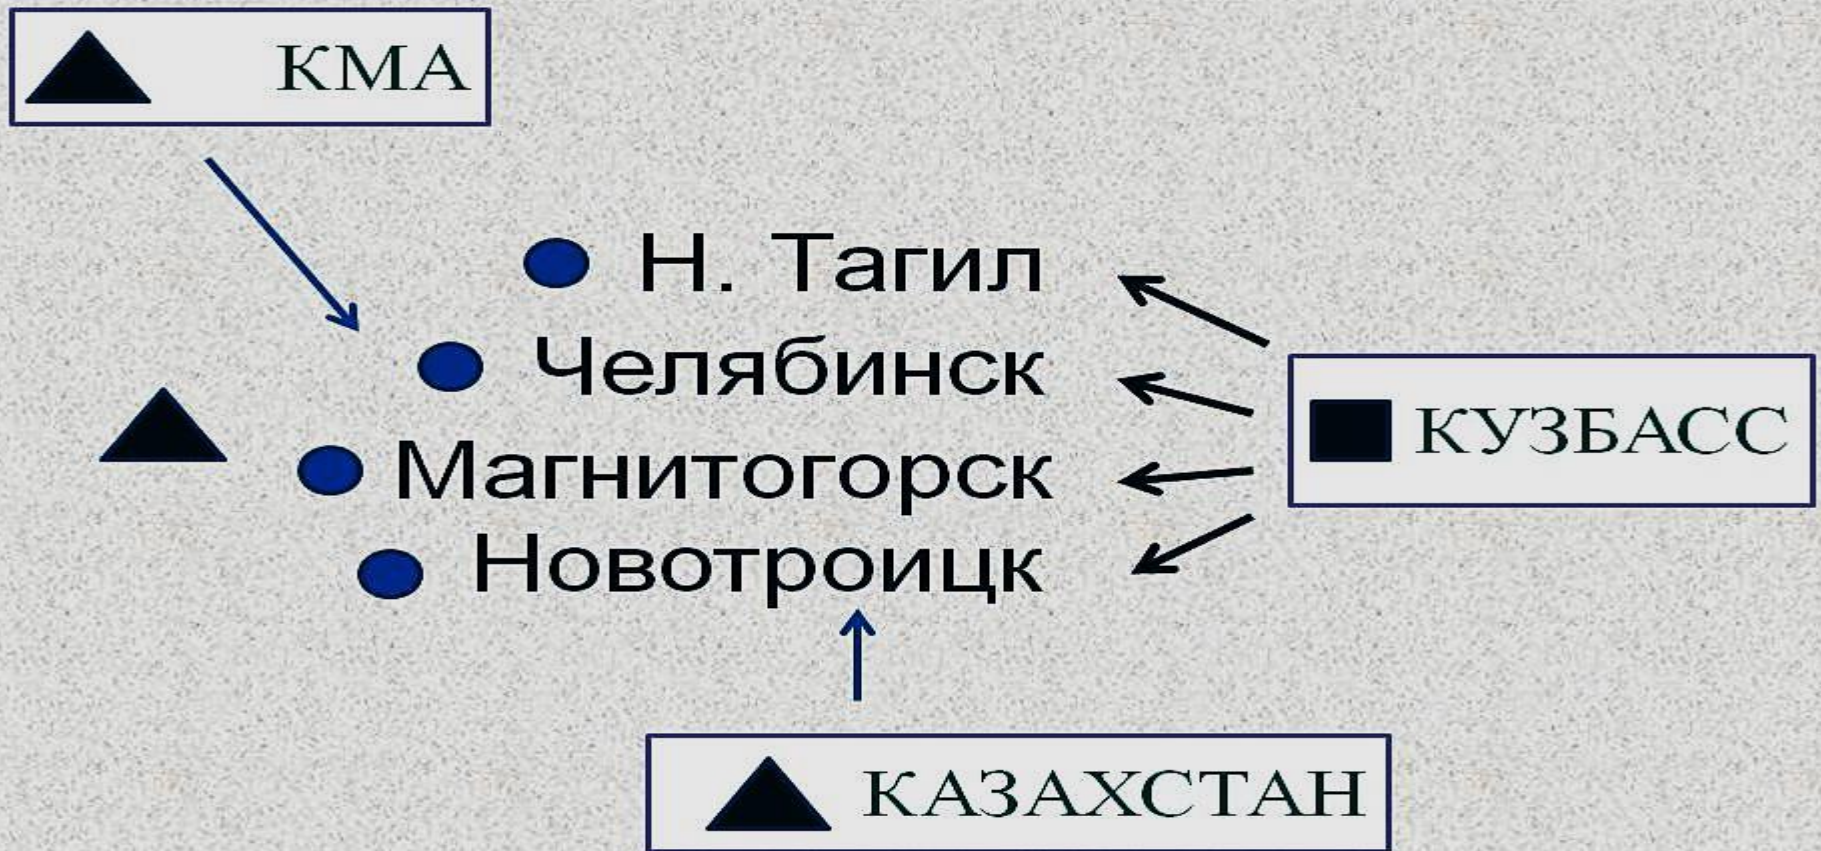 КМА
Н. Тагил
Челябинск
Магнитогорск
Новотроицк
КУЗБАСС
КАЗАХСТАН